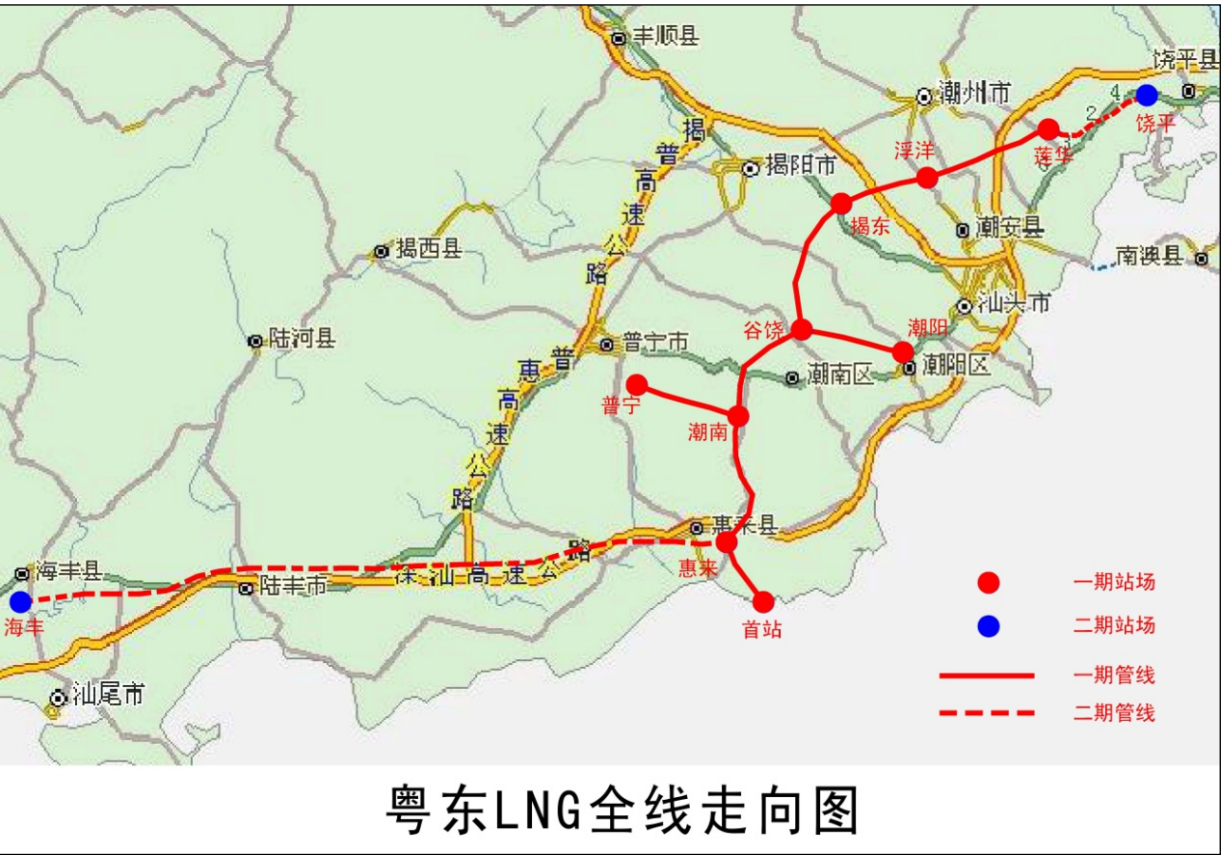 丰顺县
饶平县
潮州市
4
2
饶平
揭
普
高
速
公
路
莲华
浮洋
揭阳市
揭东
潮安县
揭西县
南澳县
汕头市
谷饶
潮阳
陆河县
普宁市
潮阳区
潮南区
普
惠
高
速
公
路
普宁
潮南
惠来县
惠来
首站
深汕高速公路
海丰县
海丰
陆丰市
汕尾市
一期站场
二期站场
一期管线
二期管线
粤东LNG全线走向图